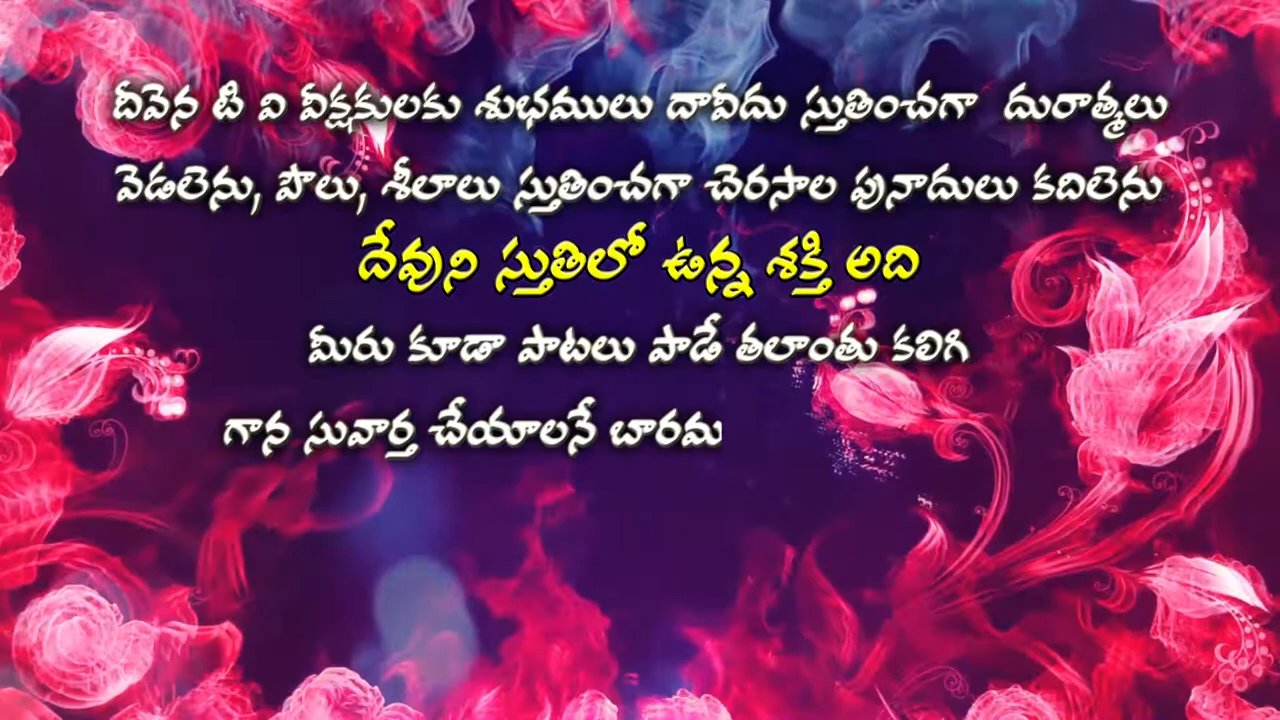 దీవెన టి వి వీక్షకులకు శుభములు దావీదు స్తుతించగా దురాత్మలు
వెడలెను, పౌలు, శీలాలు స్తుతించగా చెరసాల పునాదులు కదిలెను
దేవుని స్తుతిలో ఉన్న శక్తి అది
మీరు కూడా పాటలు పాడే తలాంతు కలిగి
గాన సువార్త చేయాలనే బారమ